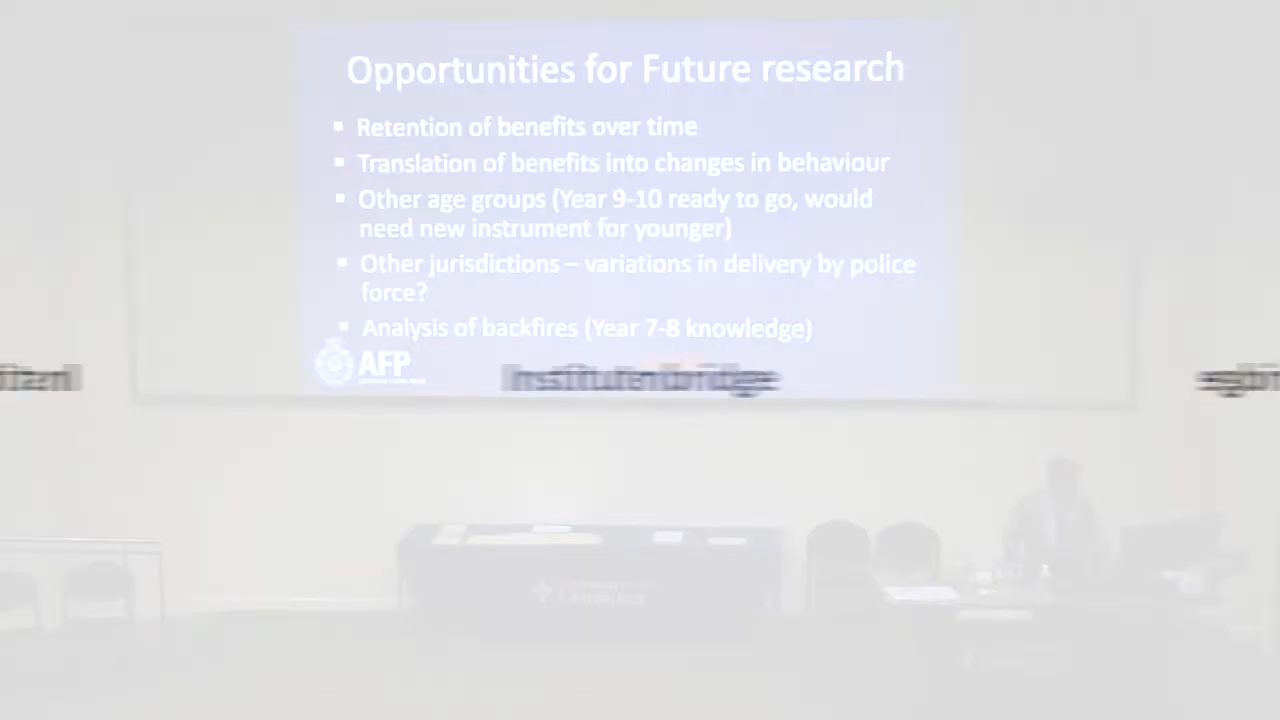 Opportunities for Future research
▪ Retention of benefits over time
▪ Translation of benefits into changes in behaviour
▪ Other age groups (Year 9-10 ready to go, would
need new instrument for younger)
▪ Other jurisdictions – variations in delivery by police
force?
▪ Analysis of backfires (Year 7-8 knowledge)
AFP